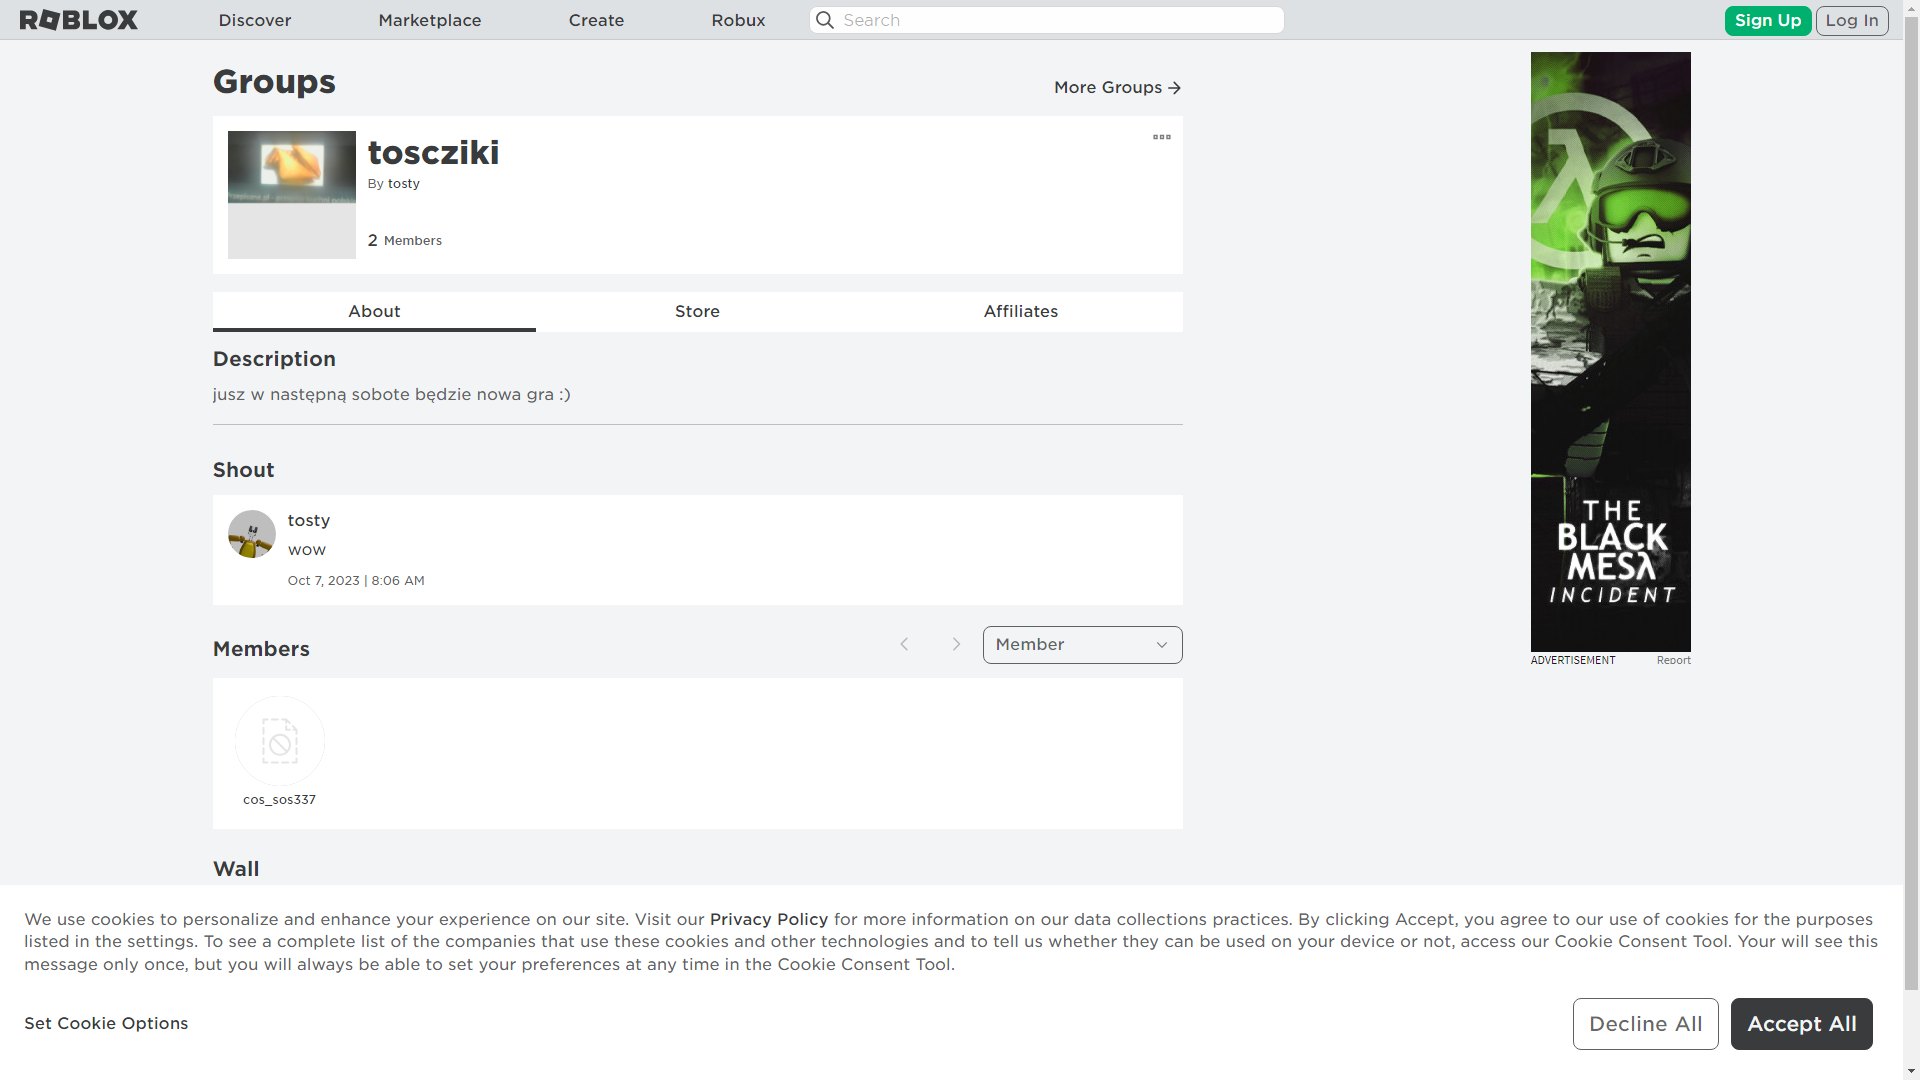 ROBLOX
Discover
Marketplace
Create
Robux
Search
Sign Up
Log In
Groups
More Groups
toscziki
By tosty
2 Members
About
Store
Affiliates
Description
jusz w następną sobote będzie nowa gra :)
Shout
tosty
wow
Oct 7, 2023 | 8:06 AM
Members
Member
cos_sos337
Wall
THE
BLACK
MESΛ
INCIDENT
ADVERTISEMENT
Report
We use cookies to personalize and enhance your experience on our site. Visit our Privacy Policy for more information on our data collections practices. By clicking Accept, you agree to our use of cookies for the purposes
listed in the settings. To see a complete list of the companies that use these cookies and other technologies and to tell us whether they can be used on your device or not, access our Cookie Consent Tool. Your will see this
message only once, but you will always be able to set your preferences at any time in the Cookie Consent Tool.
Set Cookie Options
Decline All
Accept All